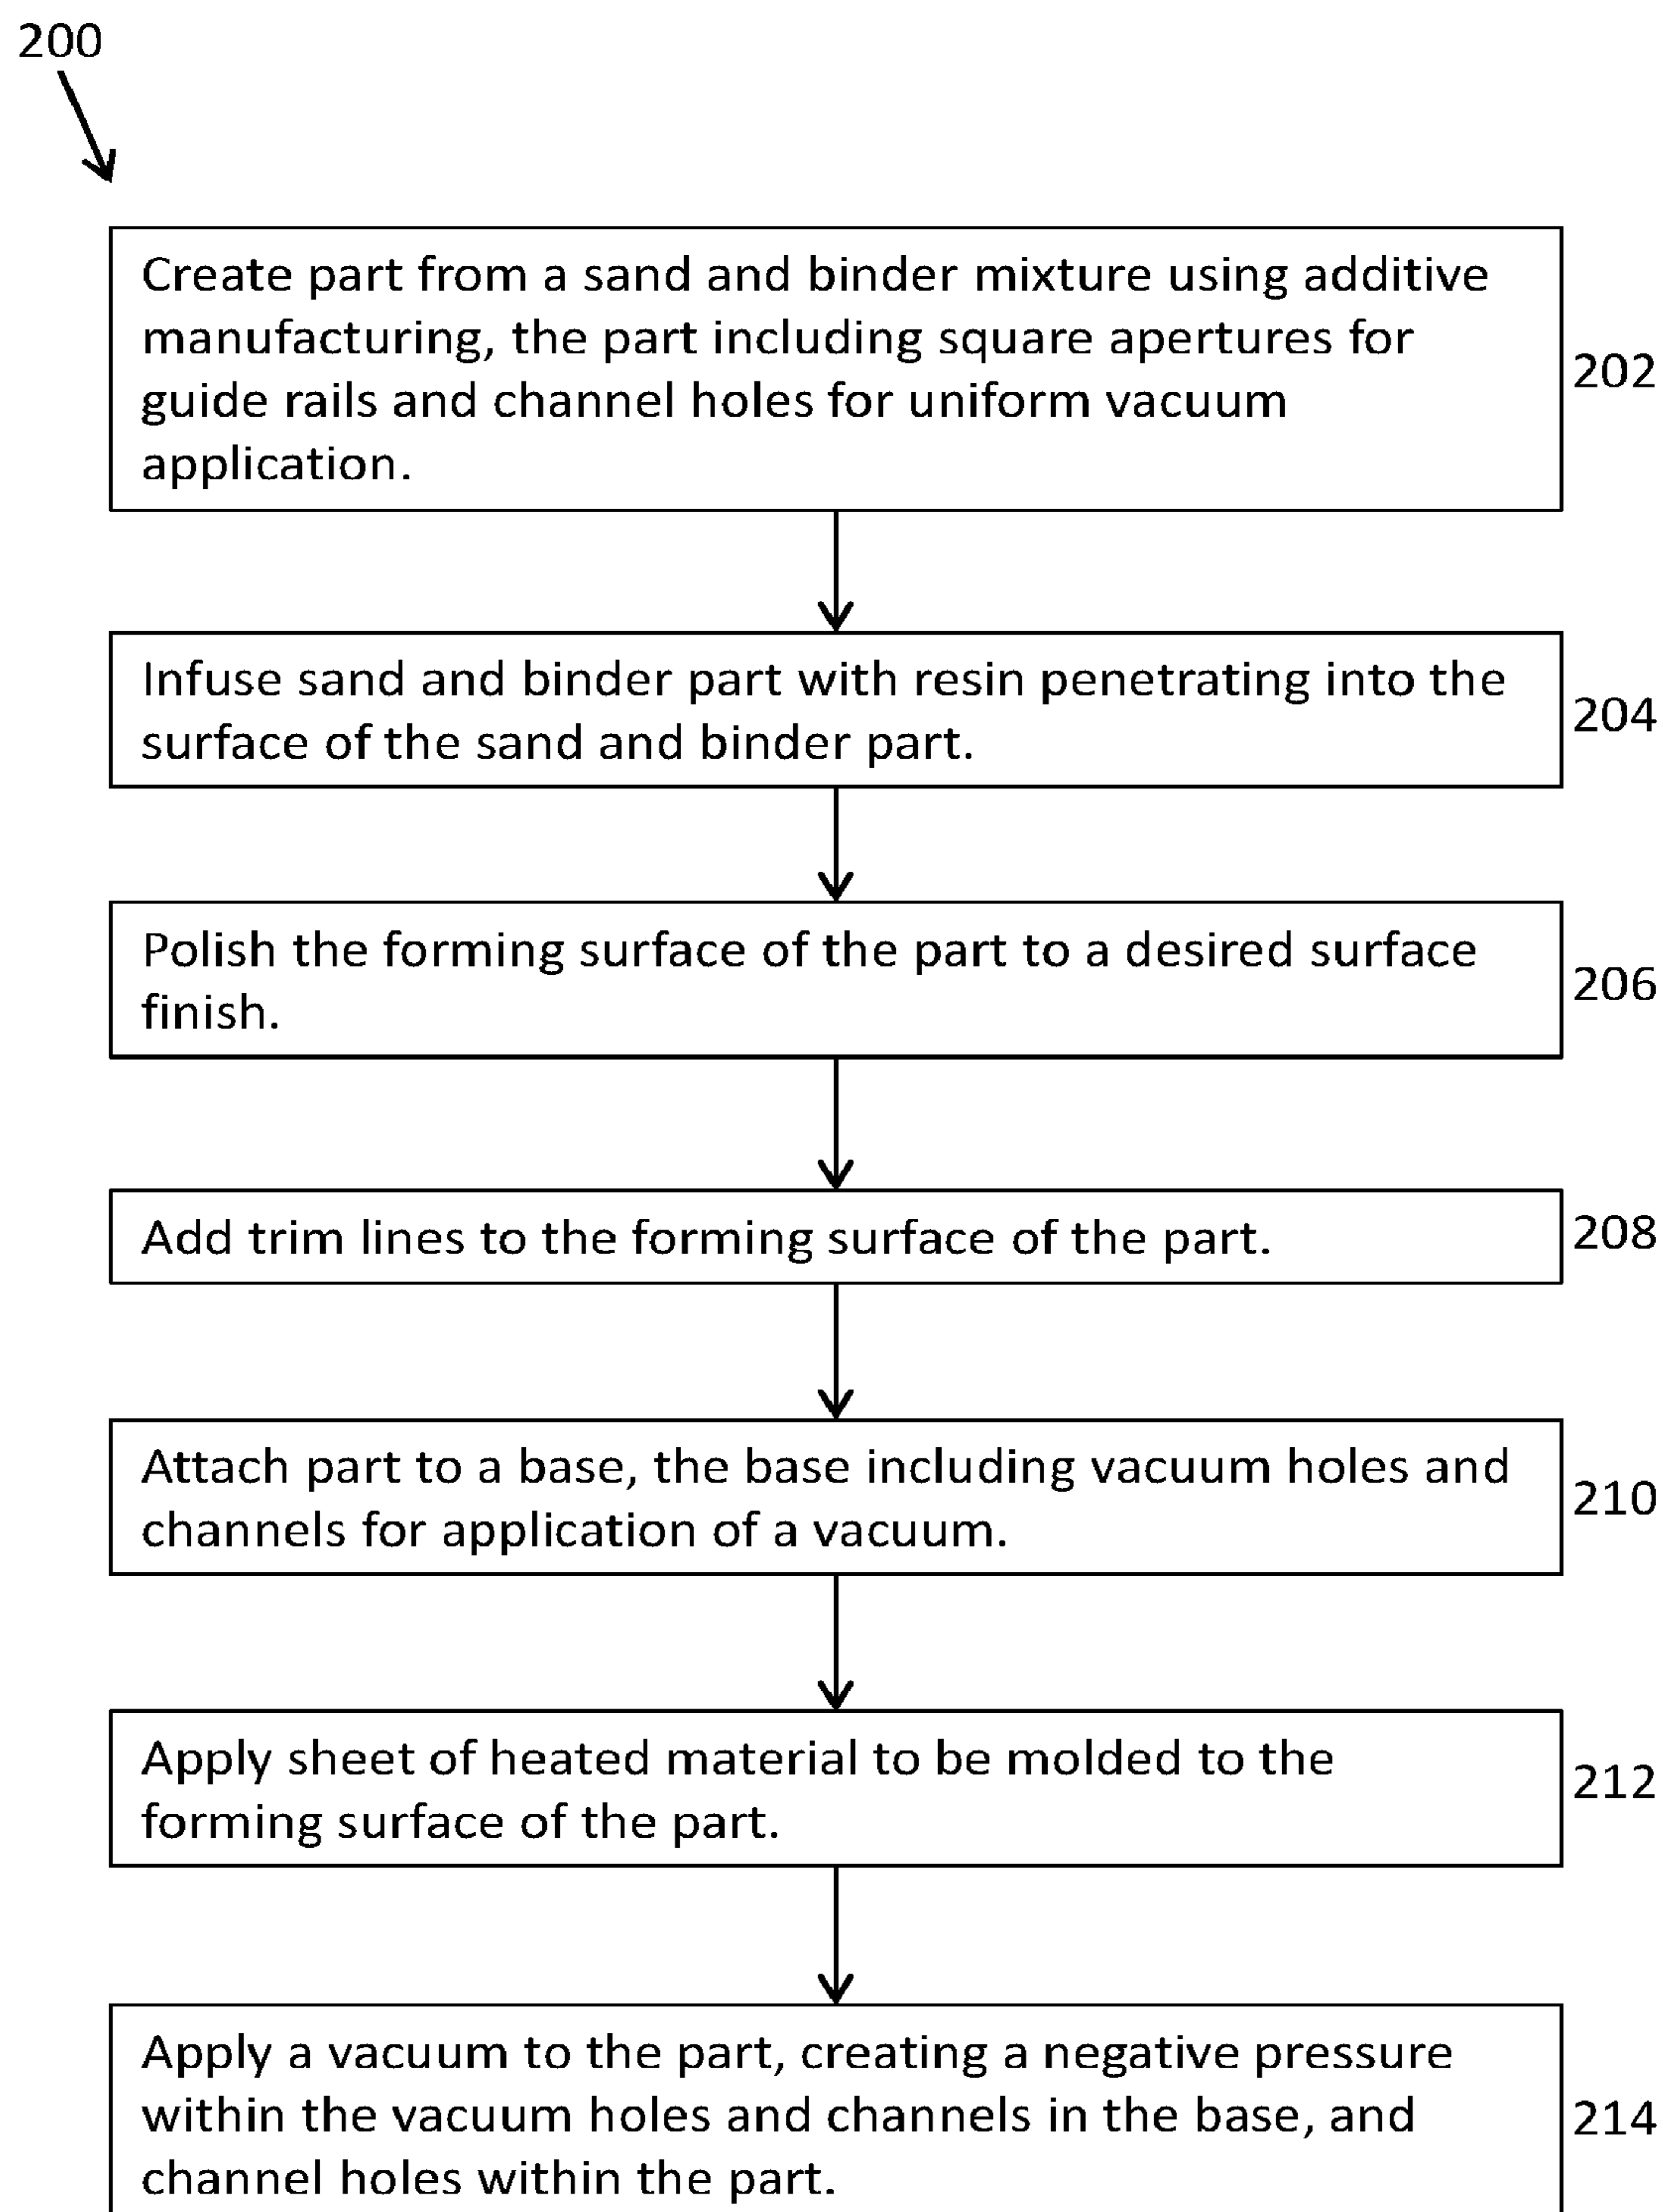 200
Create part from a sand and binder mixture using additive
manufacturing, the part including square apertures for
guide rails and channel holes for uniform vacuum
application.
202
Infuse sand and binder part with resin penetrating into the
surface of the sand and binder part.
204
Polish the forming surface of the part to a desired surface
finish.
206
Add trim lines to the forming surface of the part.
208
Attach part to a base, the base including vacuum holes and
channels for application of a vacuum.
210
Apply sheet of heated material to be molded to the
forming surface of the part.
212
Apply a vacuum to the part, creating a negative pressure
within the vacuum holes and channels in the base, and
channel holes within the part.
214